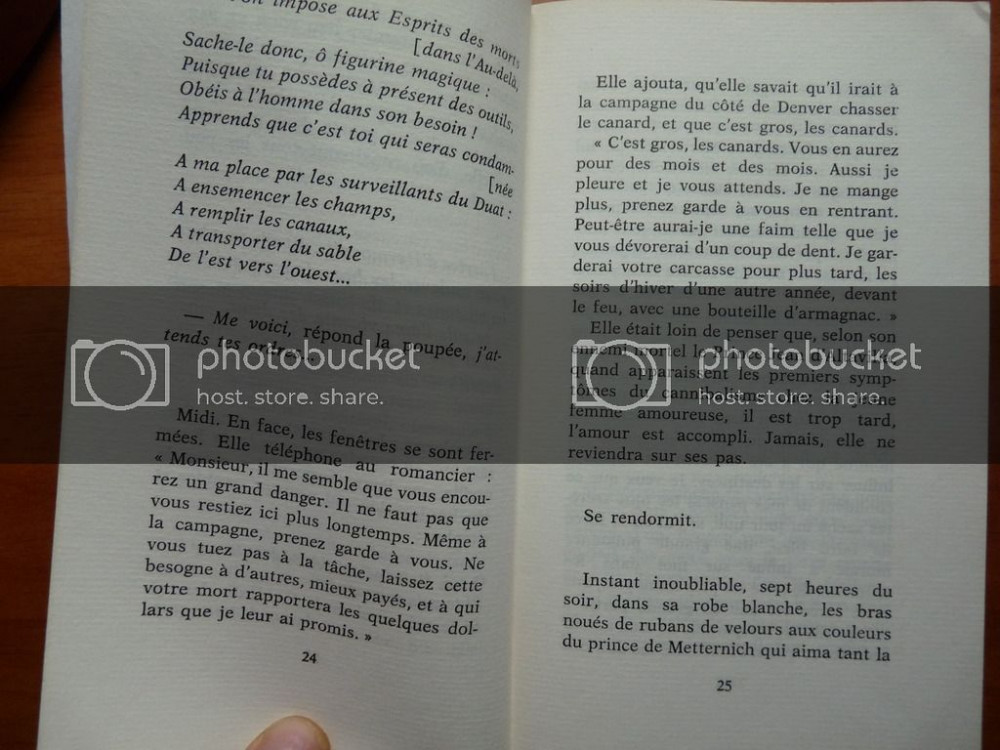 impose aux Esprits des morts
[dans l'Au-delà,
Sache-le donc, ô figurine magique :
Puisque tu possèdes à présent des outils,
Obéis à l'homme dans son besoin !
Apprends que c'est toi qui seras condam-
[née
A ma place par les surveillants du Duat :
A ensemencer les champs,
A remplir les canaux,
A transporter du sable
De l'est vers l'ouest...
— Me voici, répond la poupée, j'at-
tends tes ordres...
Midi. En face, les fenêtres se sont fer-
mées. Elle téléphone au romancier :
« Monsieur, il me semble que vous encou-
rez un grand danger. Il ne faut pas que
vous restiez ici plus longtemps. Même à
la campagne, prenez garde à vous. Ne
vous tuez pas à la tâche, laissez cette
besogne à d'autres, mieux payés, et à qui
votre mort rapportera les quelques dol-
lars que je leur ai promis. »
24
Elle ajouta, qu'elle savait qu'il irait à
la campagne du côté de Denver chasser
le canard, et que c'est gros, les canards.
« C'est gros, les canards. Vous en aurez
pour des mois et des mois. Aussi je
pleure et je vous attends. Je ne mange
plus, prenez garde à vous en rentrant.
Peut-être aurai-je une faim telle que je
vous dévorerai d'un coup de dent. Je gar-
derai votre carcasse pour plus tard, les
soirs d'hiver d'une autre année, devant
le feu, avec une bouteille d'armagnac. »
Elle était loin de penser que, selon son
ennemi mortel le Prince
quand apparaissent les premiers symp-
tômes du cannibalisme chez la jeune
femme amoureuse, il est trop tard,
l'amour est accompli. Jamais, elle ne
reviendra sur ses pas.
Se rendormit.
Instant inoubliable, sept heures du
soir, dans sa robe blanche, les bras
noués de rubans de velours aux couleurs
du prince de Metternich qui aima tant la
25
photobucket
host. store. share.
photobucket
host. store. share.